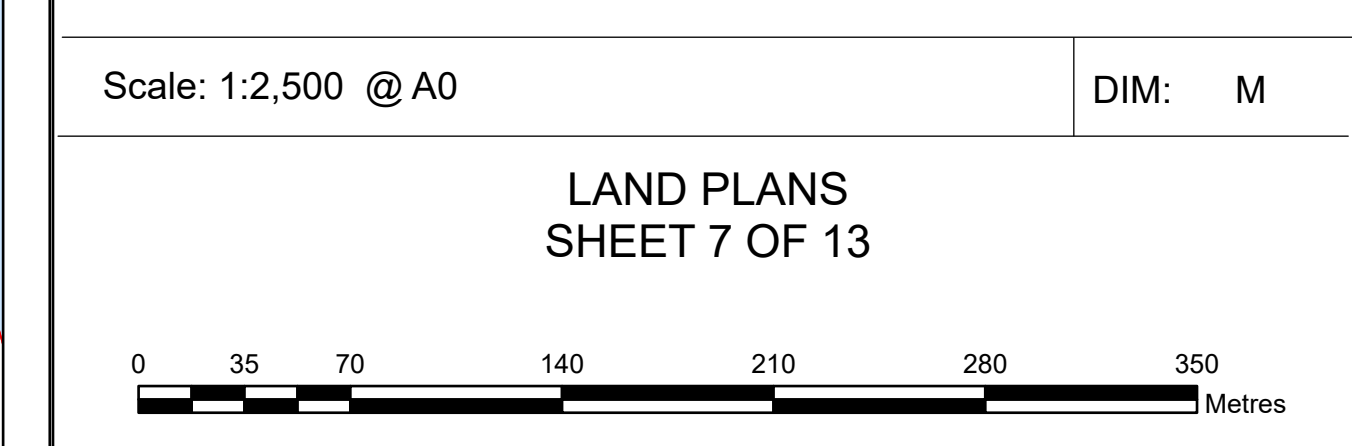 Scale: 1:2,500 @ A0
DIM: M
LAND PLANS
SHEET 7 OF 13
0 35 70 140 210 280 350
Metres